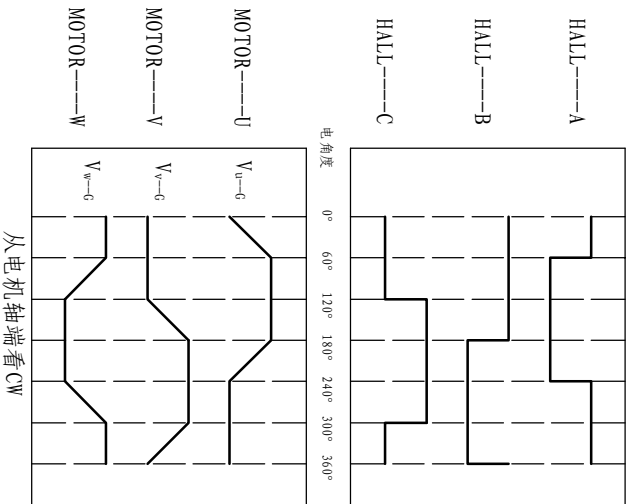 HALL----A
HALL----B
HALL----C
电角度
0°
60°
120°
180°
240°
300°
360°
MOTOR----U
MOTOR----V
MOTOR----W
Vu--G
Vv--G
Vw--G
从电机轴端看CW